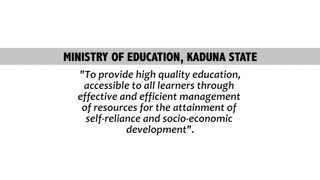 MINISTRY OF EDUCATION, KADUNA STATE
"To provide high quality education,
accessible to all learners through
effective and efficient management
of resources for the attainment of
self-reliance and socio-economic
development".